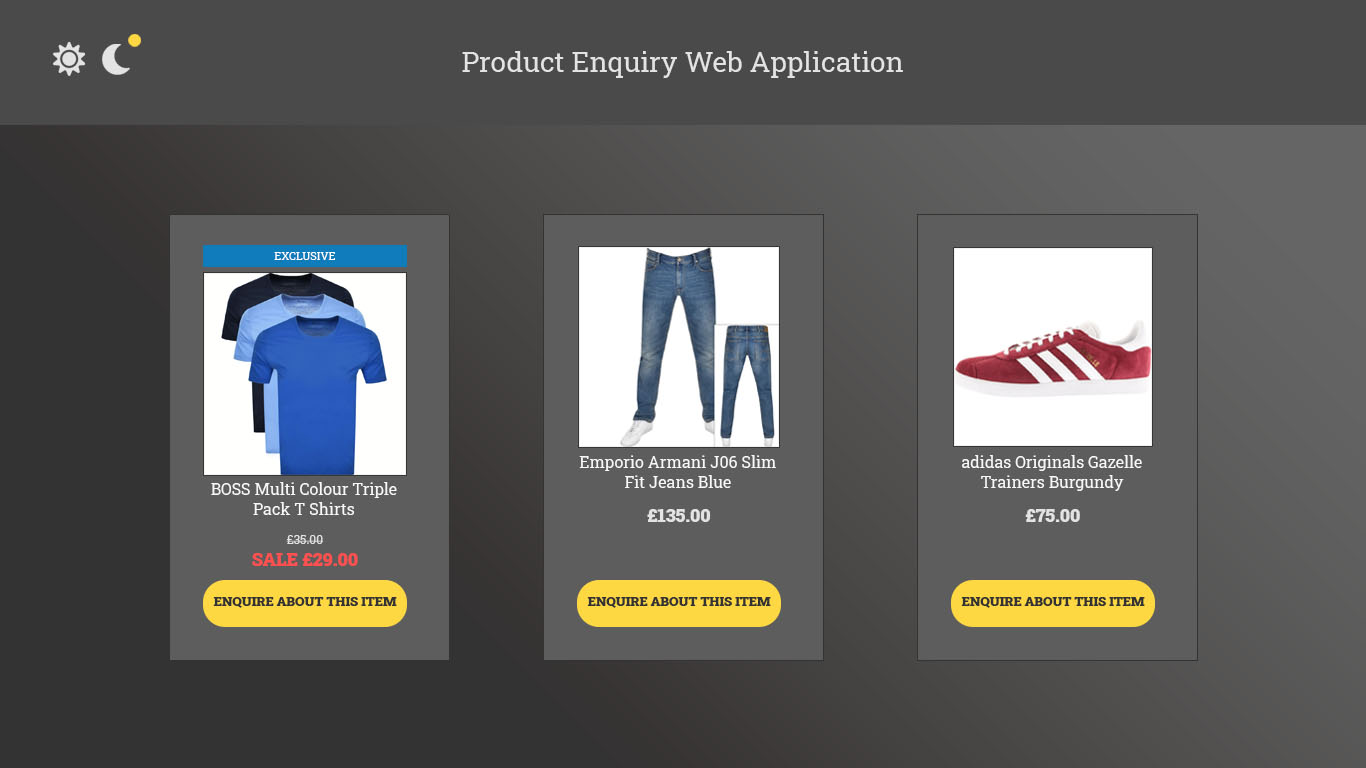 Product Enquiry Web Application
EXCLUSIVE
BOSS Multi Colour Triple
Pack T Shirts
£35.00
SALE £29.00
ENQUIRE ABOUT THIS ITEM
Emporio Armani J06 Slim
Fit Jeans Blue
£135.00
ENQUIRE ABOUT THIS ITEM
adidas Originals Gazelle
Trainers Burgundy
£75.00
ENQUIRE ABOUT THIS ITEM